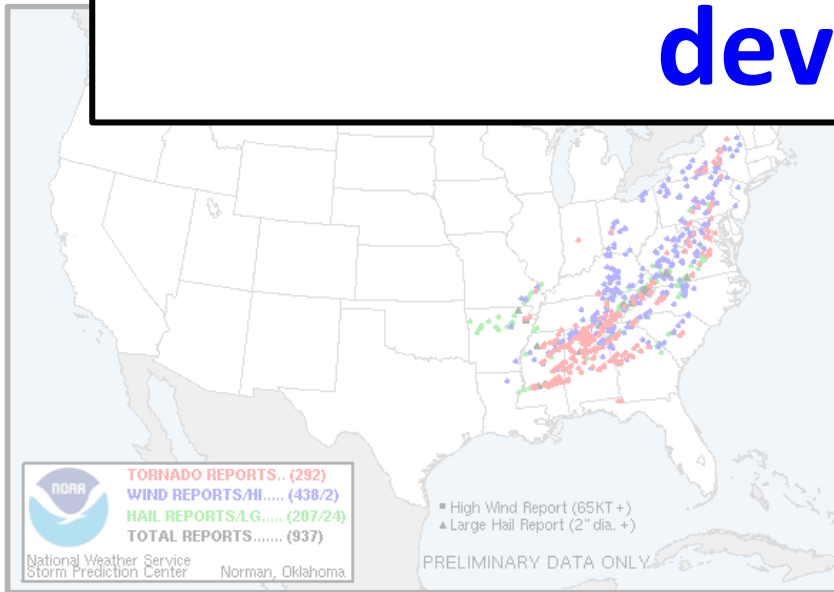 dev
NOAA
TORNADO REPORTS.. (292)
WIND REPORTS/HI..... (438/2)
HAIL REPORTS/LG..... (207/24)
TOTAL REPORTS....... (937)
National Weather Service
Storm Prediction Center Norman, Oklahoma
High Wind Report (65KT +)
Large Hail Report (2" dia. +)
PRELIMINARY DATA ONLY